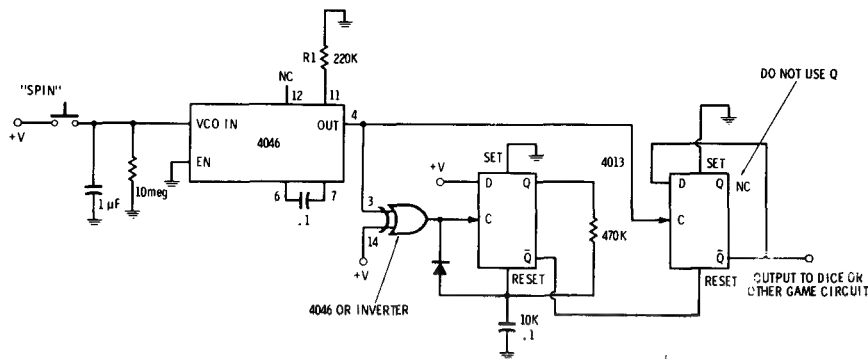 "SPIN"
+V
1 µF
10meg
VCO IN
EN
4046
OUT
NC
12
11
R1
220K
4
6
7
.1
3
14
+V
4046 OR INVERTER
+V
SET
D
Q
C
Q̅
RESET
470K
10K
.1
4013
DO NOT USE Q
SET
D
Q
NC
C
Q̅
RESET
OUTPUT TO DICE OR
OTHER GAME CIRCUIT